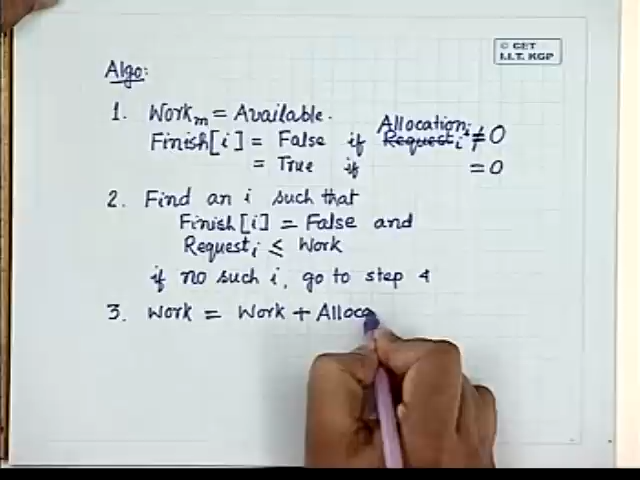 © CET
I.I.T. KGP
Algo:
1. Work_m = Available.
Allocation_i
Finish[i] = False if Request_i ≠ 0
= True if = 0
2. Find an i such that
Finish[i] = False and
Request_i ≤ Work
if no such i, go to step 4
3. Work = Work + Alloca